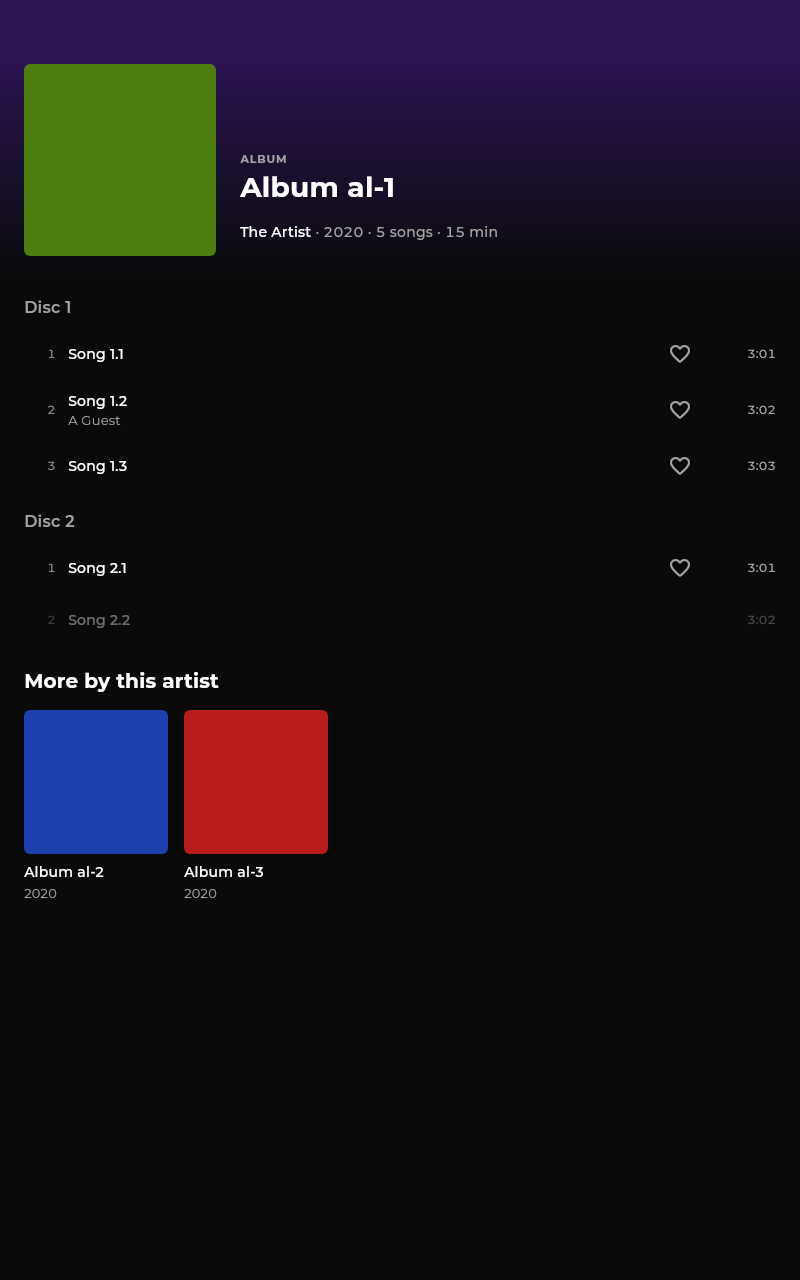 ALBUM
Album al-1
The Artist · 2020 · 5 songs · 15 min
Disc 1
1 Song 1.1 3:01
2 Song 1.2 3:02
A Guest
3 Song 1.3 3:03
Disc 2
1 Song 2.1 3:01
2 Song 2.2 3:02
More by this artist
Album al-2 Album al-3
2020 2020